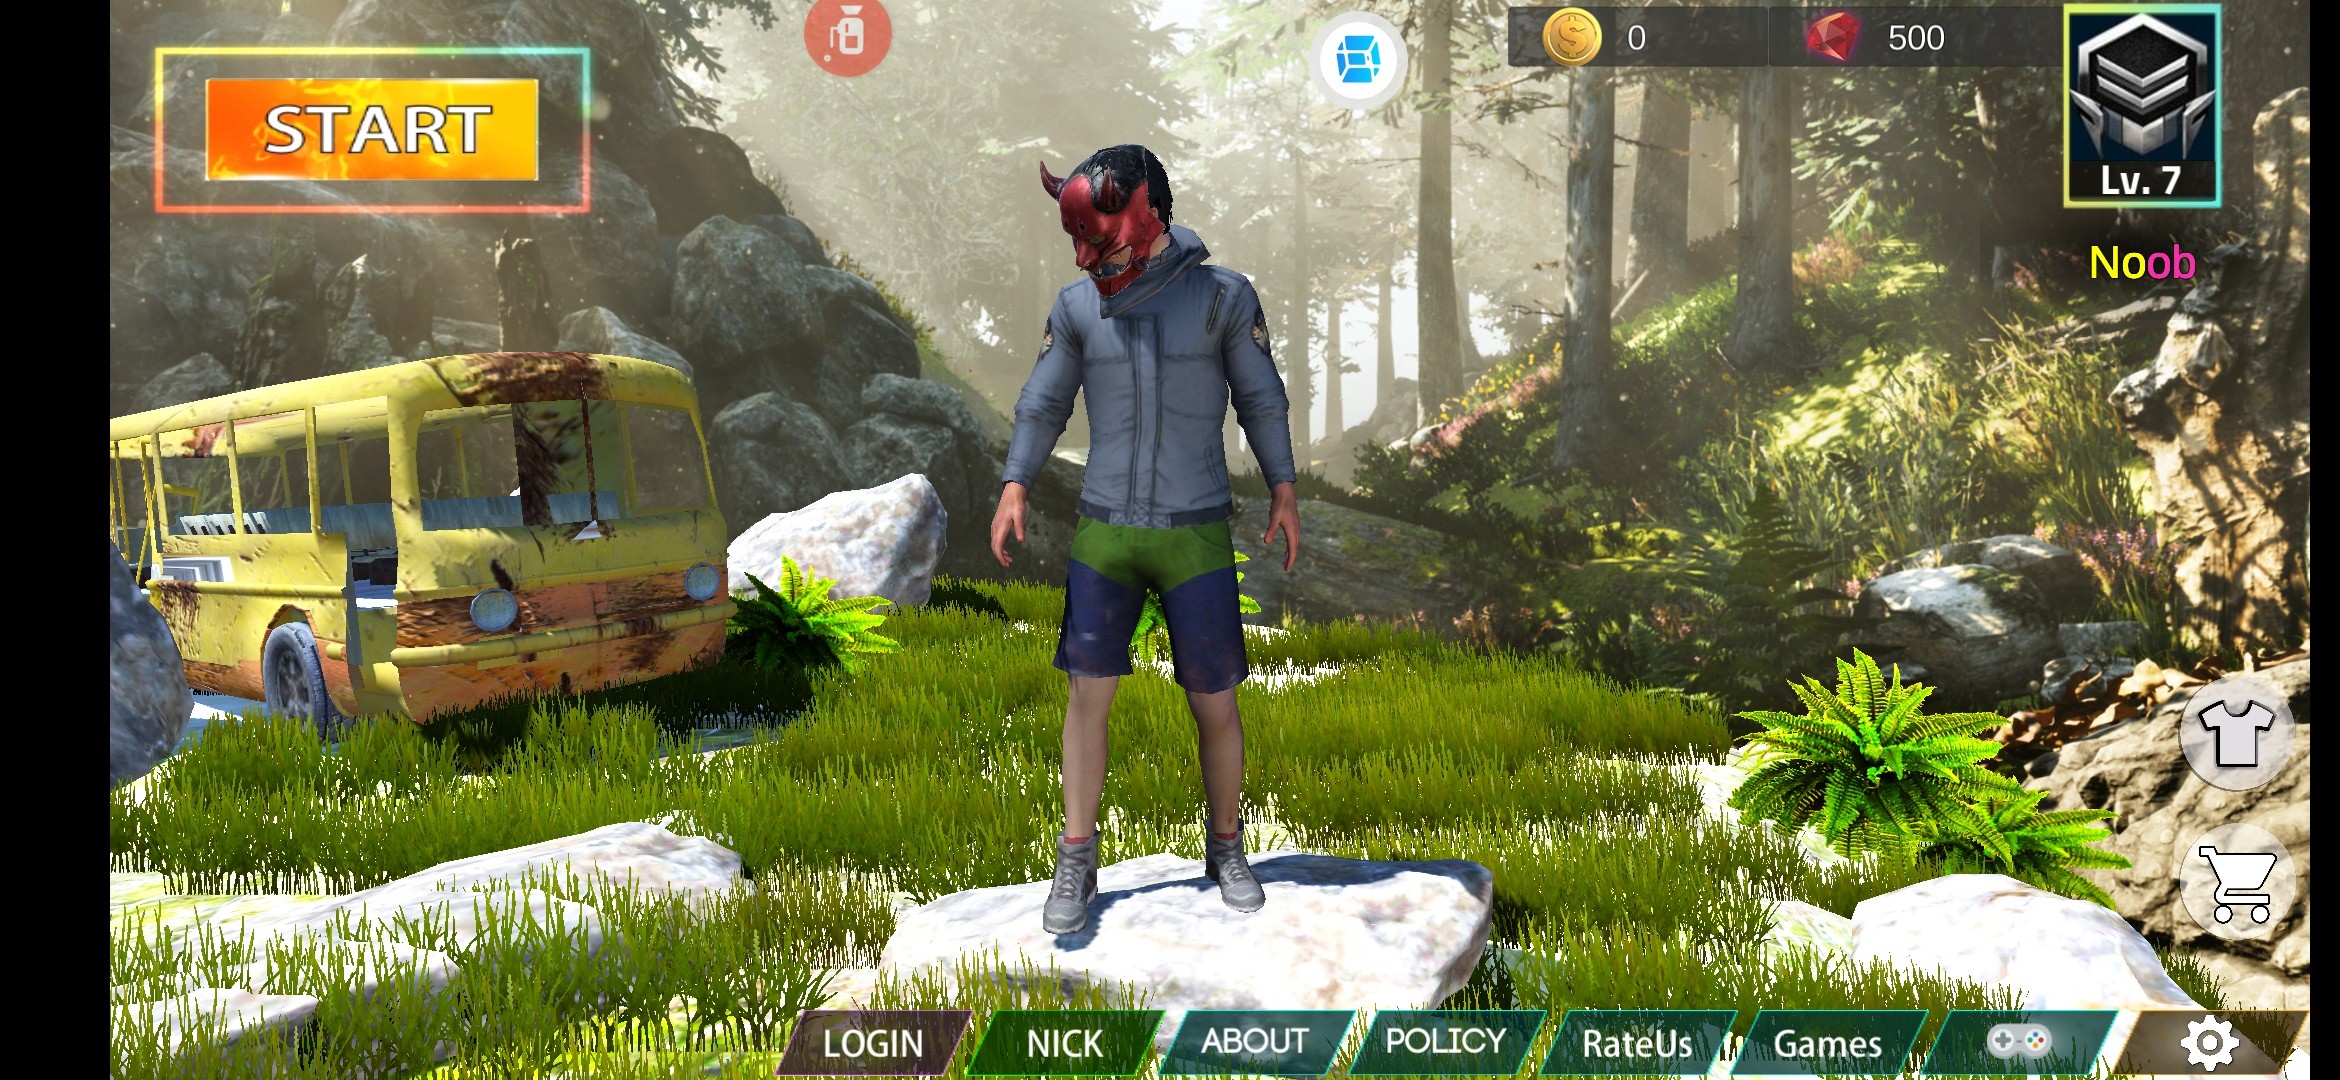 START
0
500
Lv. 7
Noob
LOGIN
NICK
ABOUT
POLICY
RateUs
Games